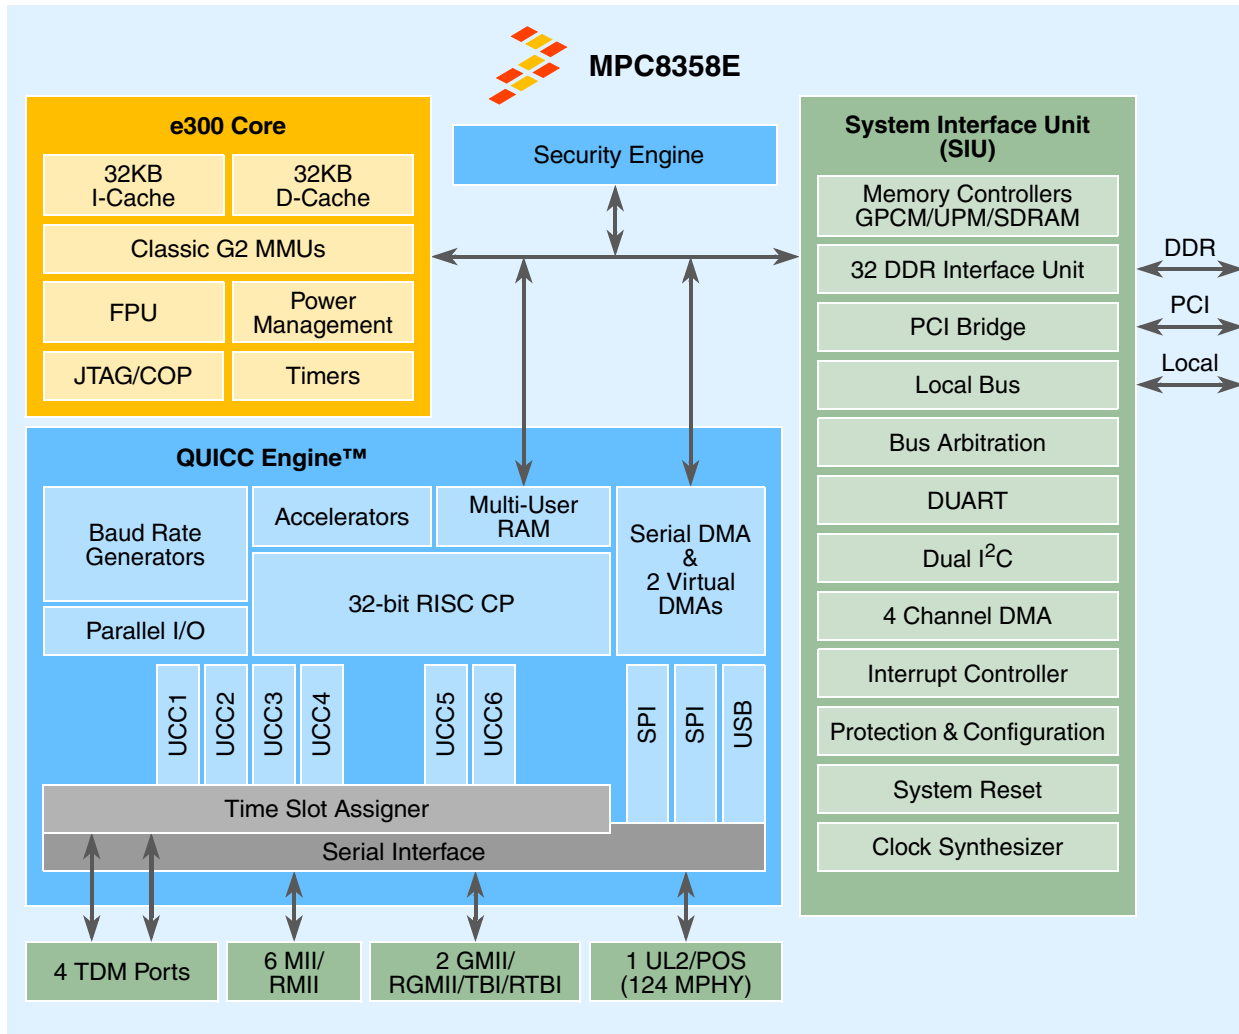 MPC8358E
e300 Core
32KB
I-Cache
32KB
D-Cache
Classic G2 MMUs
FPU
Power
Management
JTAG/COP
Timers
Security Engine
System Interface Unit
(SIU)
Memory Controllers
GPCM/UPM/SDRAM
32 DDR Interface Unit
PCI Bridge
Local Bus
Bus Arbitration
DUART
Dual I²C
4 Channel DMA
Interrupt Controller
Protection & Configuration
System Reset
Clock Synthesizer
DDR
PCI
Local
QUICC Engine™
Baud Rate
Generators
Accelerators
Multi-User
RAM
Serial DMA
&
2 Virtual
DMAs
32-bit RISC CP
Parallel I/O
UCC1
UCC2
UCC3
UCC4
UCC5
UCC6
SPI
SPI
USB
Time Slot Assigner
Serial Interface
4 TDM Ports
6 MII/
RMII
2 GMII/
RGMII/TBI/RTBI
1 UL2/POS
(124 MPHY)